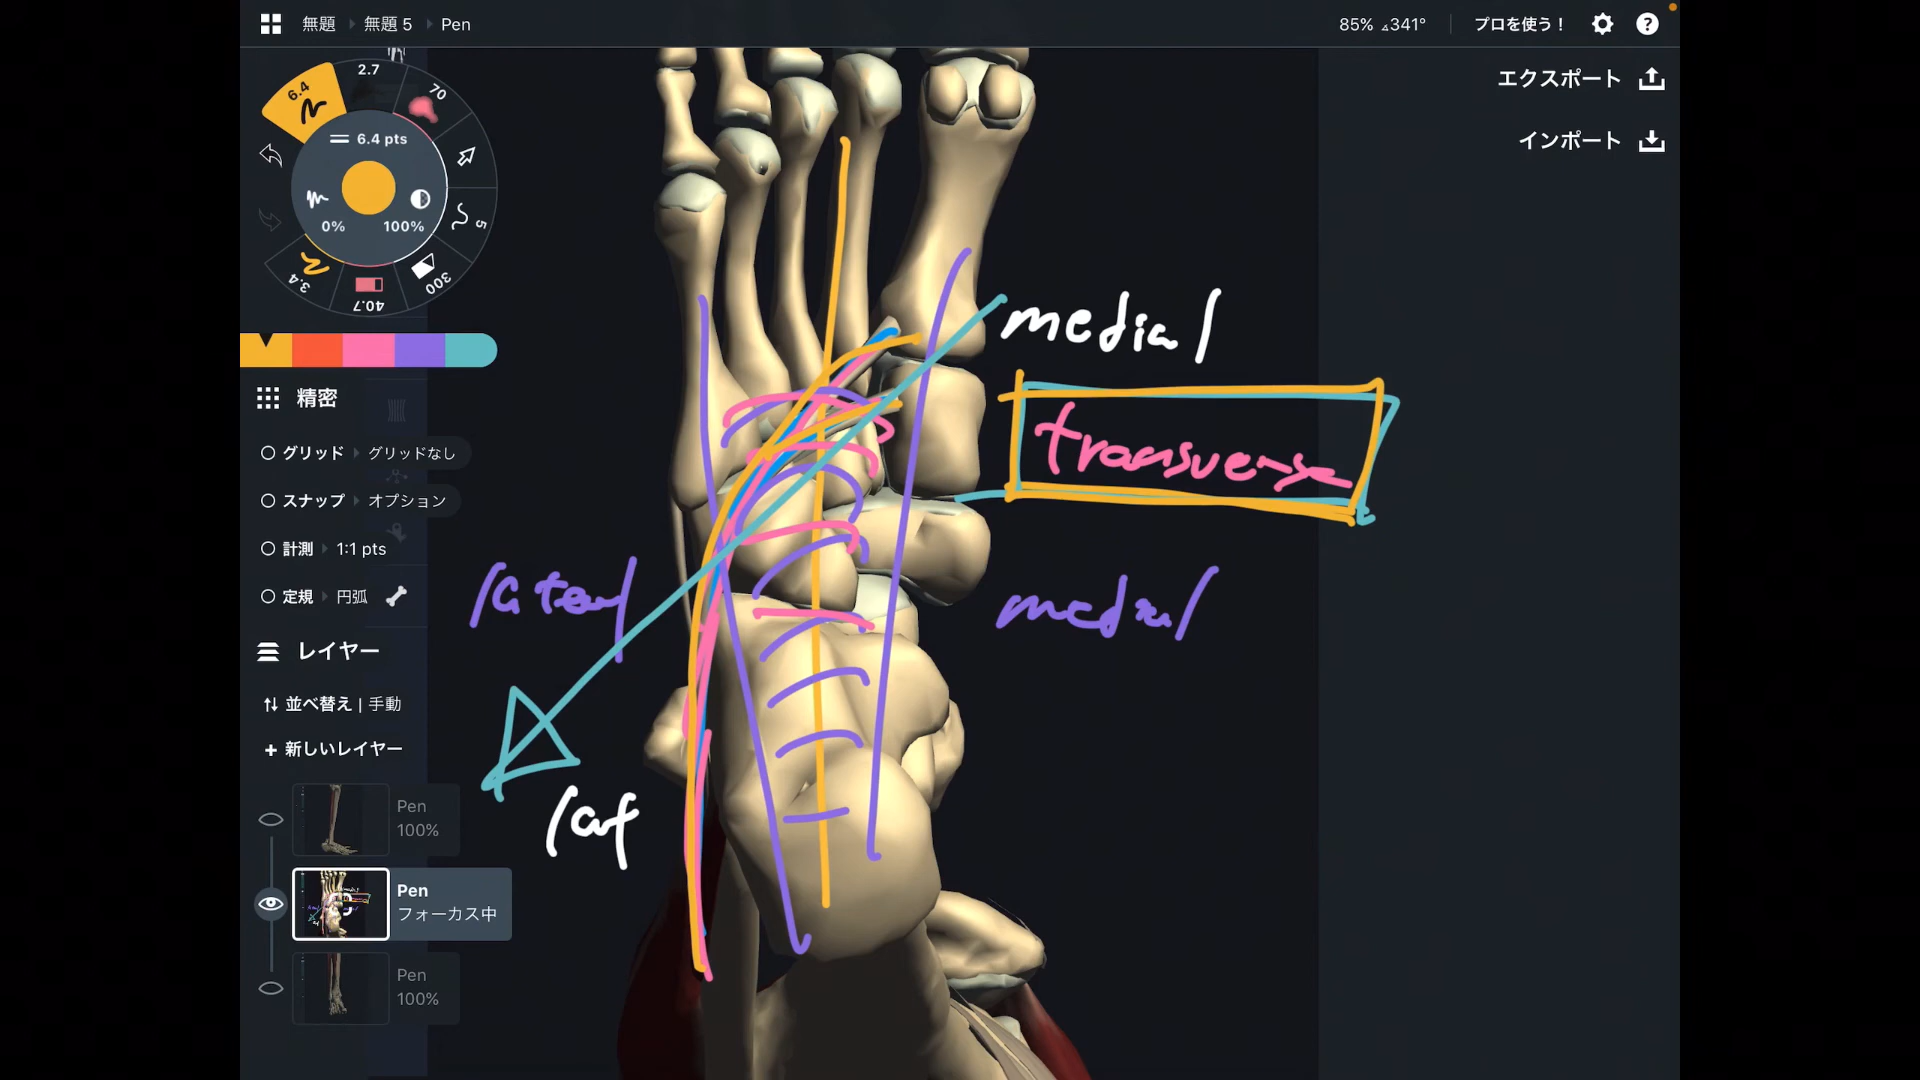 無題 無題 5 Pen
85% ⊿341° プロを使う！
エクスポート
インポート
2.7
6.4
70
6.4 pts
0% 100%
5
300
40.7
3.4
精密
グリッド グリッドなし
スナップ オプション
計測 1:1 pts
定規 円弧
レイヤー
並べ替え | 手動
+ 新しいレイヤー
Pen
100%
Pen
フォーカス中
Pen
100%
medial
transverse
lateral
medial
lat